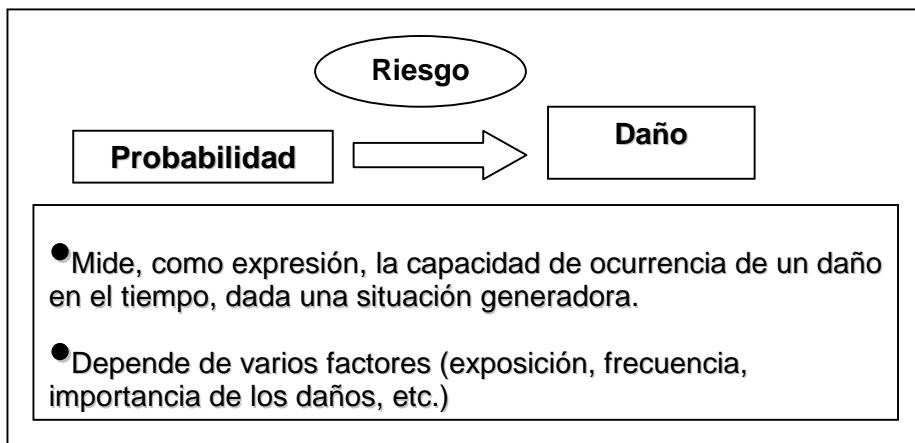 Riesgo
Probabilidad
Daño
●Mide, como expresión, la capacidad de ocurrencia de un daño
en el tiempo, dada una situación generadora.
●Depende de varios factores (exposición, frecuencia,
importancia de los daños, etc.)